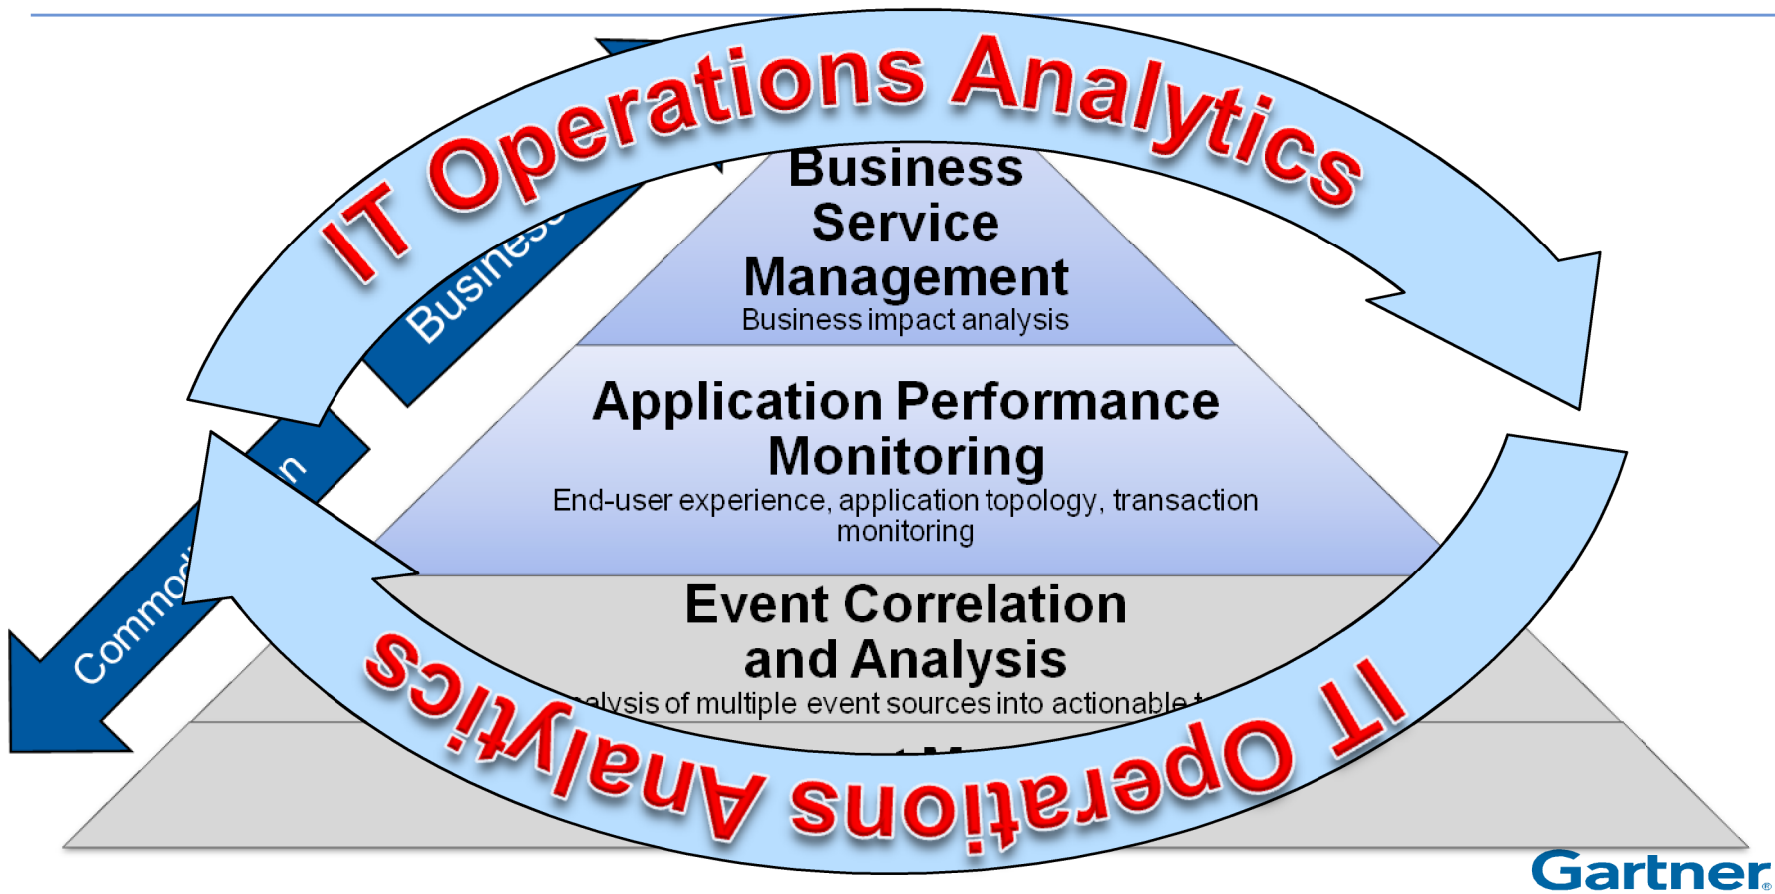 IT Operations Analytics
Business
Service
Management
Business impact analysis
Business
Application Performance
Monitoring
End-user experience, application topology, transaction
monitoring
Event Correlation
and Analysis
of multiple event sources into actionable
IT Operations Analytics
Gartner®